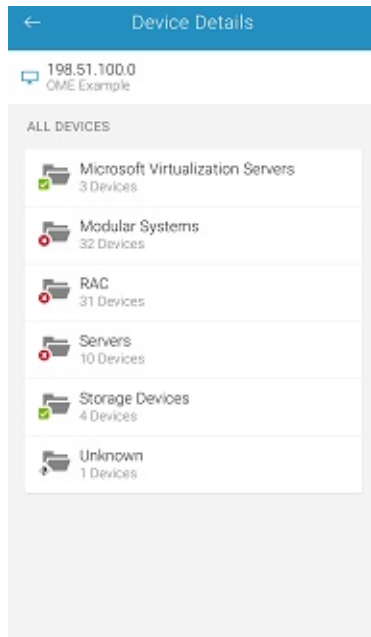 Device Details
198.51.100.0
OME Example
ALL DEVICES
Microsoft Virtualization Servers
3 Devices
Modular Systems
32 Devices
RAC
31 Devices
Servers
10 Devices
Storage Devices
4 Devices
Unknown
1 Devices